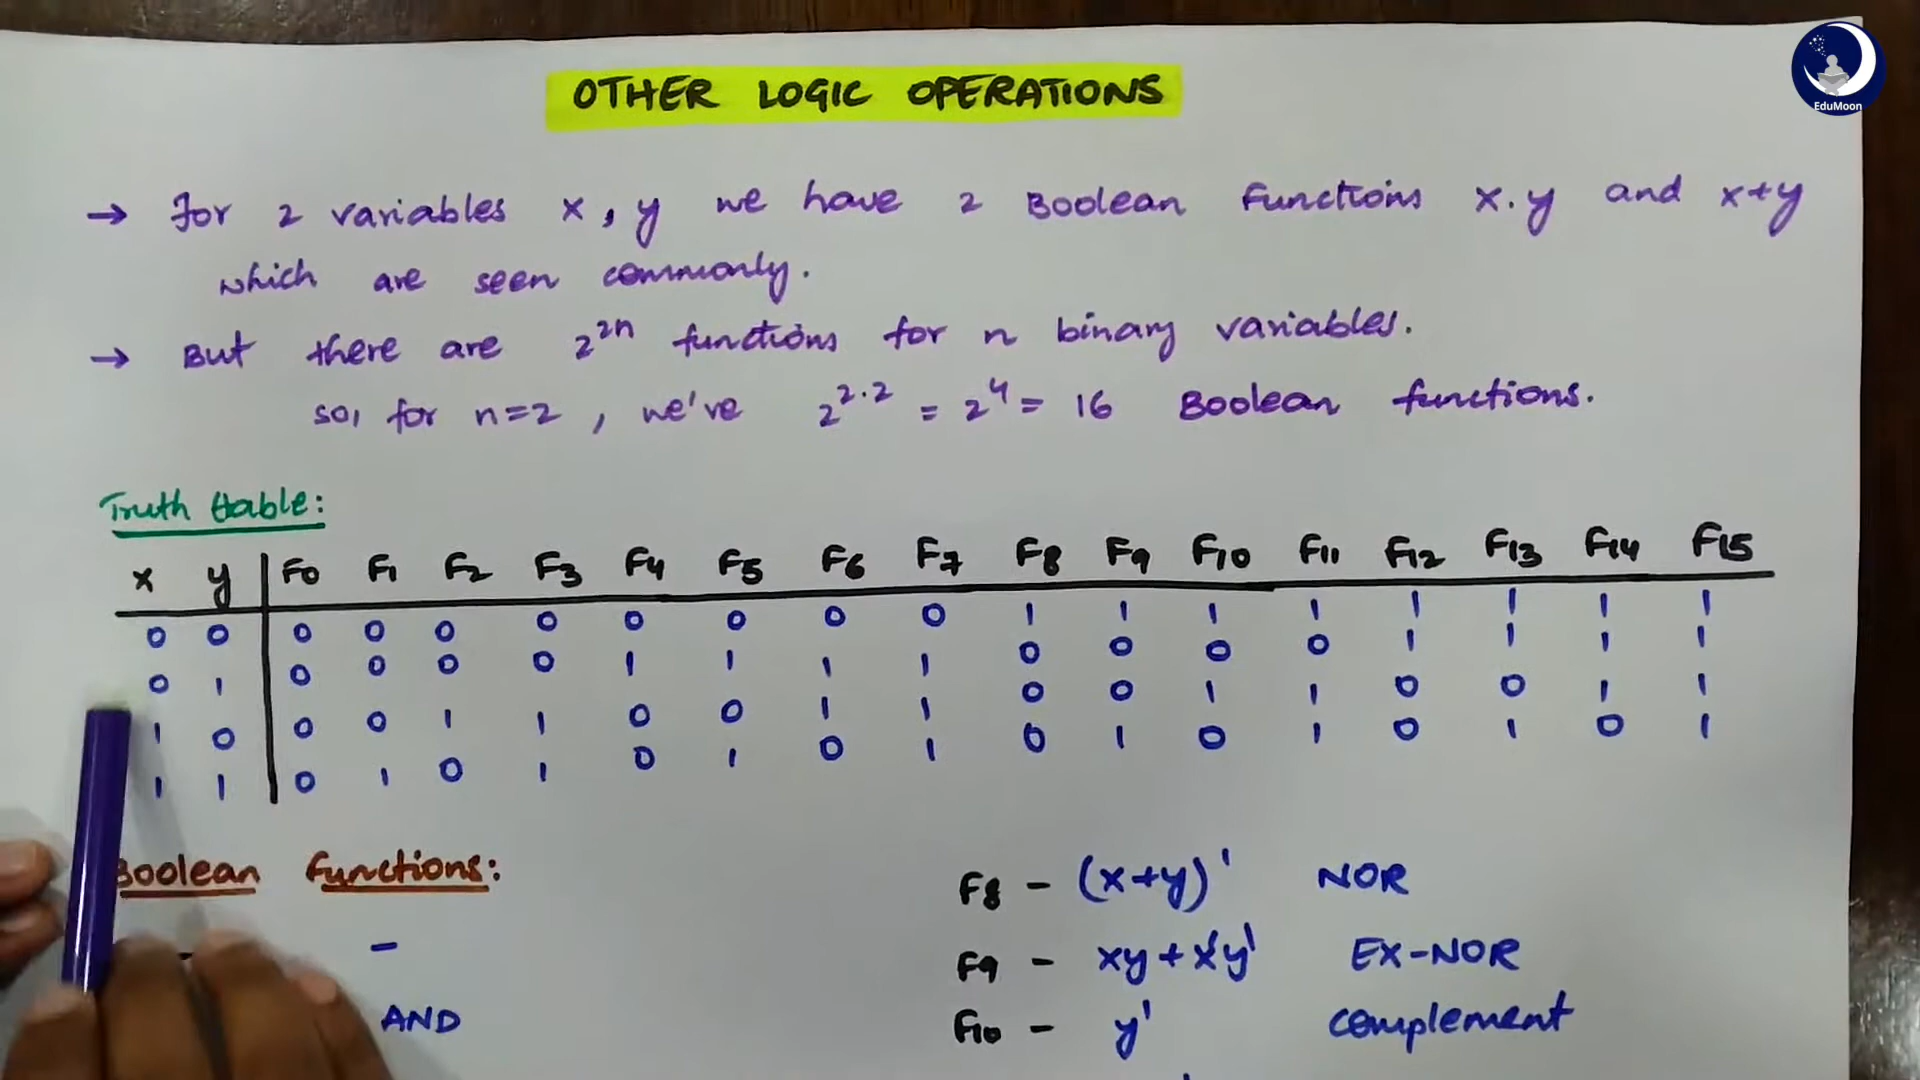 EduMoon
OTHER LOGIC OPERATIONS
→ For 2 variables x, y we have 2 Boolean Functions x.y and x+y
which are seen commonly.
→ But there are 2²ⁿ functions for n binary variables.
so, for n=2, we've 2²·² = 2⁴ = 16 Boolean functions.
Truth table:
x y F0 F1 F2 F3 F4 F5 F6 F7 F8 F9 F10 F11 F12 F13 F14 F15
0 0 0 0 0 0 0 0 0 0 1 1 1 1 1 1 1 1
0 1 0 0 0 0 1 1 1 1 0 0 0 0 1 1 1 1
1 0 0 0 1 1 0 0 1 1 0 0 1 1 0 0 1 1
1 1 0 1 0 1 0 1 0 1 0 1 0 1 0 1 0 1
Boolean Functions:
-
AND
F8 - (x+y)' NOR
F9 - xy+x'y' EX-NOR
F10 - y' complement